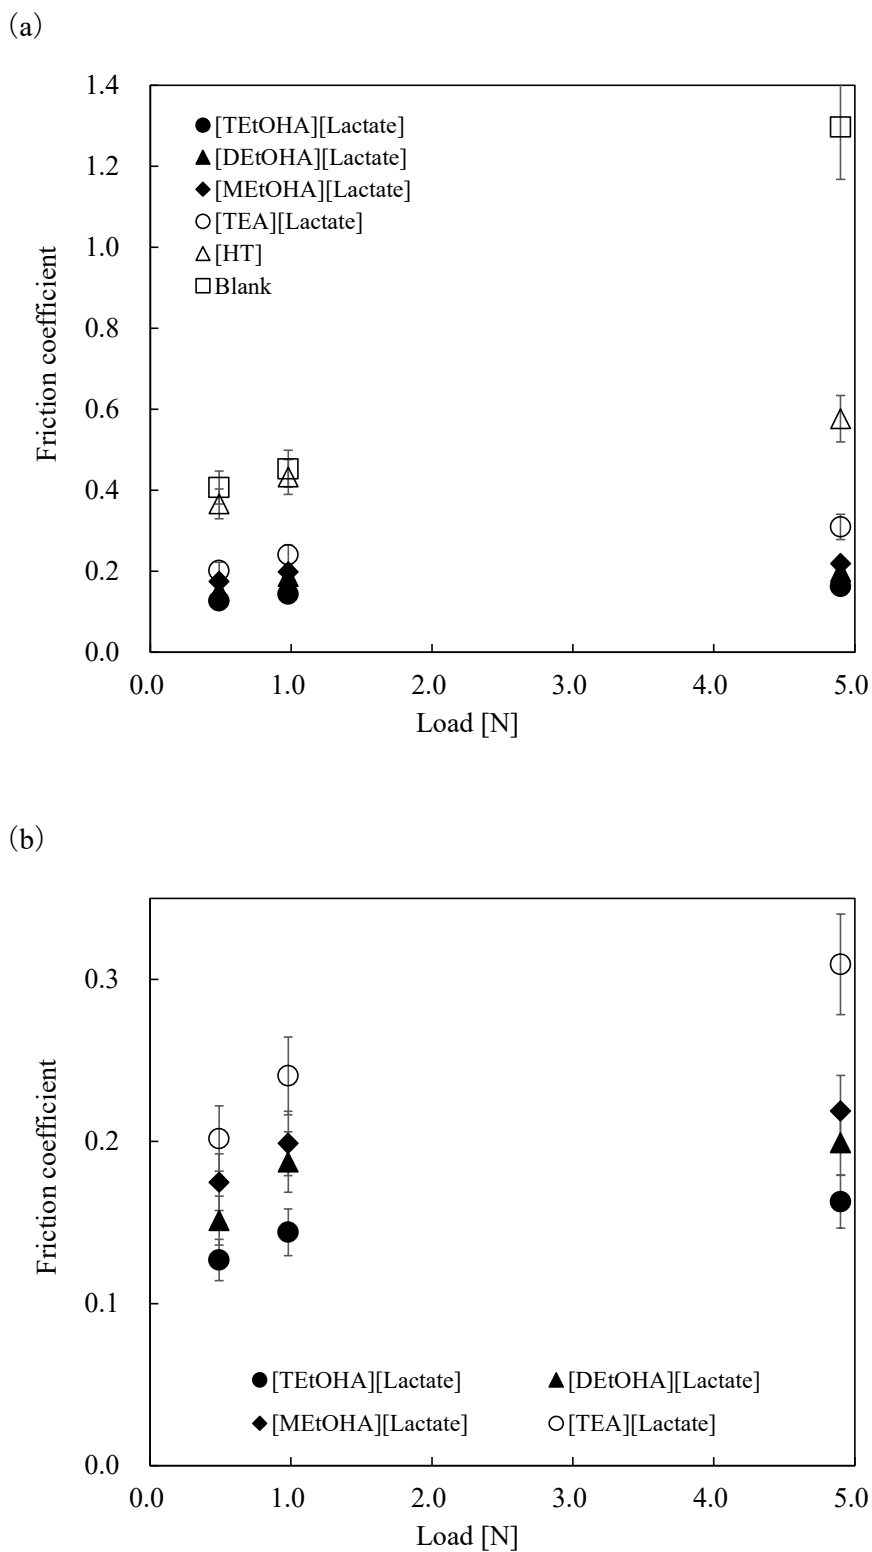 (a)
1.4
1.2
1.0
0.8
0.6
0.4
0.2
0.0
Friction coefficient
[TEtOHA][Lactate]
[DEtOHA][Lactate]
[MEtOHA][Lactate]
[TEA][Lactate]
[HT]
Blank
0.0 1.0 2.0 3.0 4.0 5.0
Load [N]
(b)
0.3
0.2
0.1
0.0
Friction coefficient
[TEtOHA][Lactate] [DEtOHA][Lactate]
[MEtOHA][Lactate] [TEA][Lactate]
0.0 1.0 2.0 3.0 4.0 5.0
Load [N]